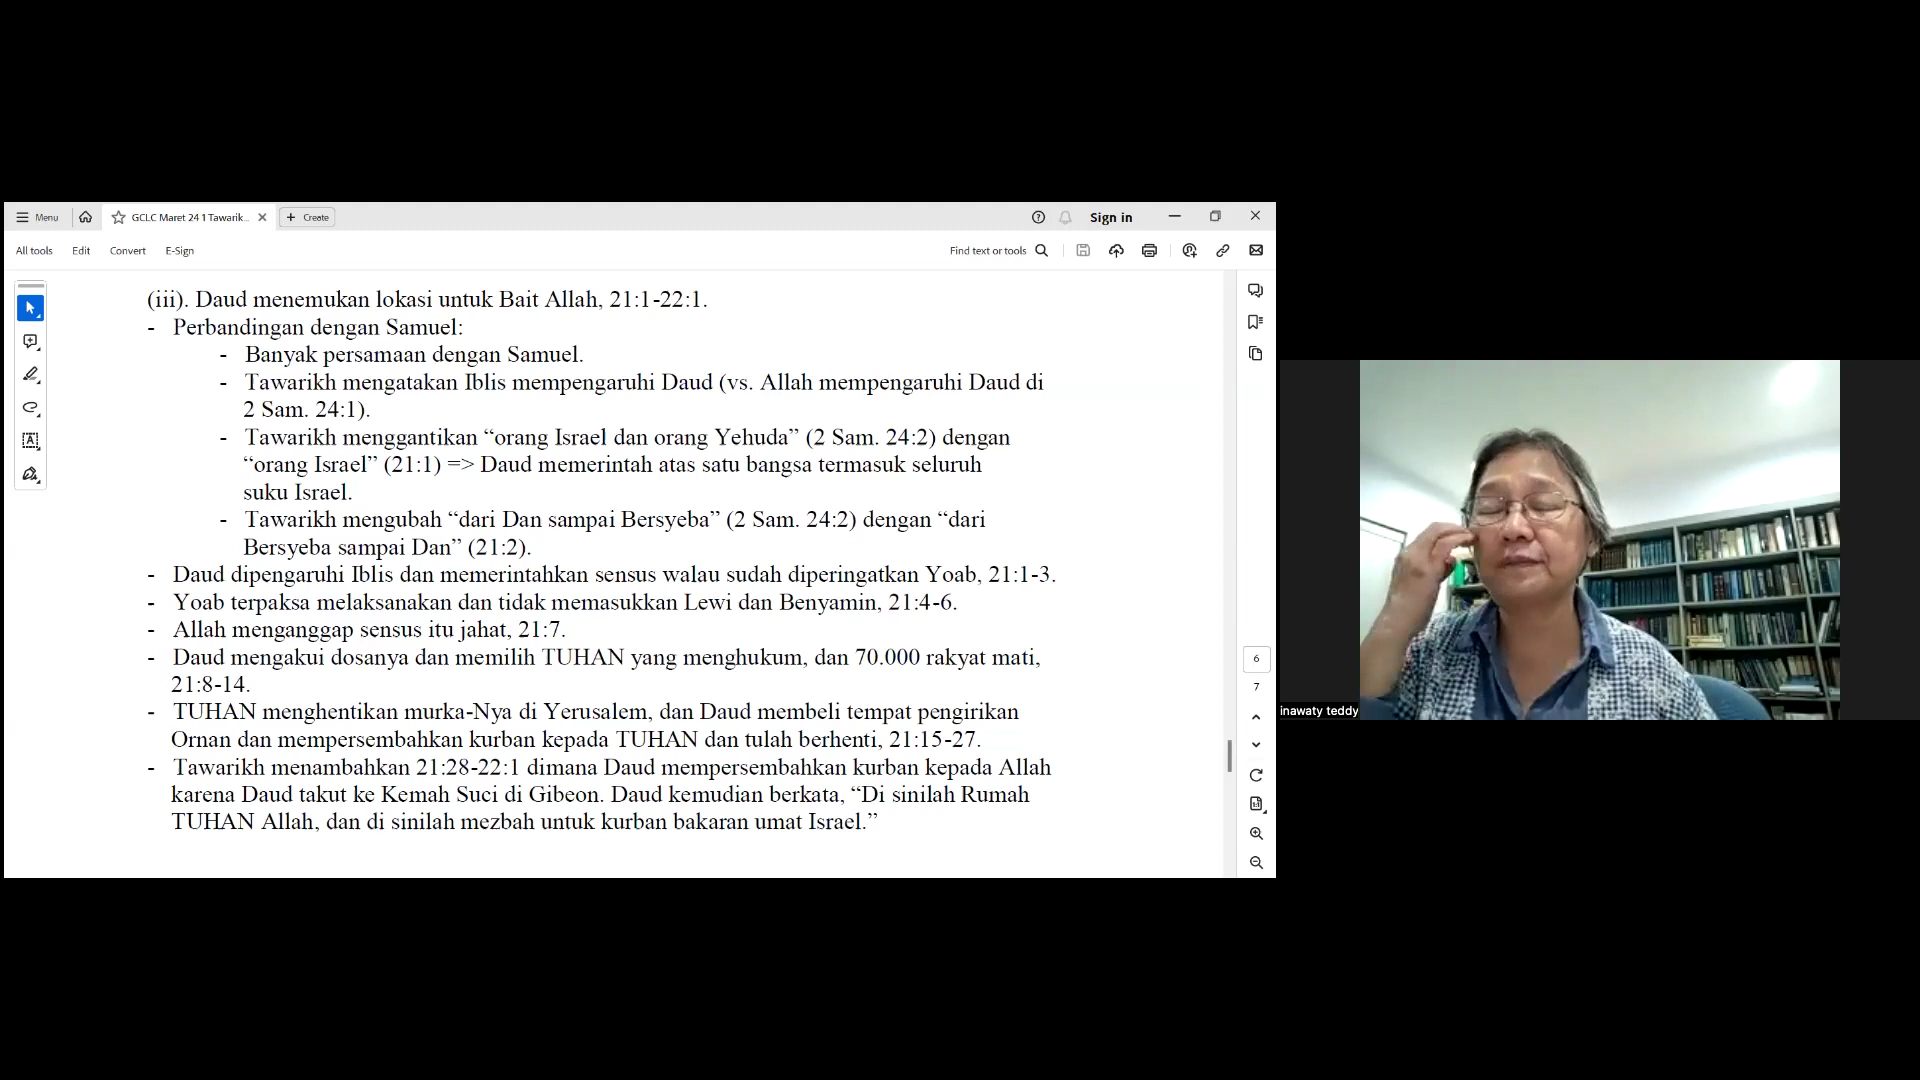 Menu
GCLC Maret 24 1 Tawarik...
Create
Sign in
All tools
Edit
Convert
E-Sign
Find text or tools
(iii). Daud menemukan lokasi untuk Bait Allah, 21:1-22:1.
- Perbandingan dengan Samuel:
- Banyak persamaan dengan Samuel.
- Tawarikh mengatakan Iblis mempengaruhi Daud (vs. Allah mempengaruhi Daud di
2 Sam. 24:1).
- Tawarikh menggantikan “orang Israel dan orang Yehuda” (2 Sam. 24:2) dengan
“orang Israel” (21:1) => Daud memerintah atas satu bangsa termasuk seluruh
suku Israel.
- Tawarikh mengubah “dari Dan sampai Bersyeba” (2 Sam. 24:2) dengan “dari
Bersyeba sampai Dan” (21:2).
- Daud dipengaruhi Iblis dan memerintahkan sensus walau sudah diperingatkan Yoab, 21:1-3.
- Yoab terpaksa melaksanakan dan tidak memasukkan Lewi dan Benyamin, 21:4-6.
- Allah menganggap sensus itu jahat, 21:7.
- Daud mengakui dosanya dan memilih TUHAN yang menghukum, dan 70.000 rakyat mati,
21:8-14.
- TUHAN menghentikan murka-Nya di Yerusalem, dan Daud membeli tempat pengirikan
Ornan dan mempersembahkan kurban kepada TUHAN dan tulah berhenti, 21:15-27.
- Tawarikh menambahkan 21:28-22:1 dimana Daud mempersembahkan kurban kepada Allah
karena Daud takut ke Kemah Suci di Gibeon. Daud kemudian berkata, “Di sinilah Rumah
TUHAN Allah, dan di sinilah mezbah untuk kurban bakaran umat Israel.”
6
7
inawaty teddy